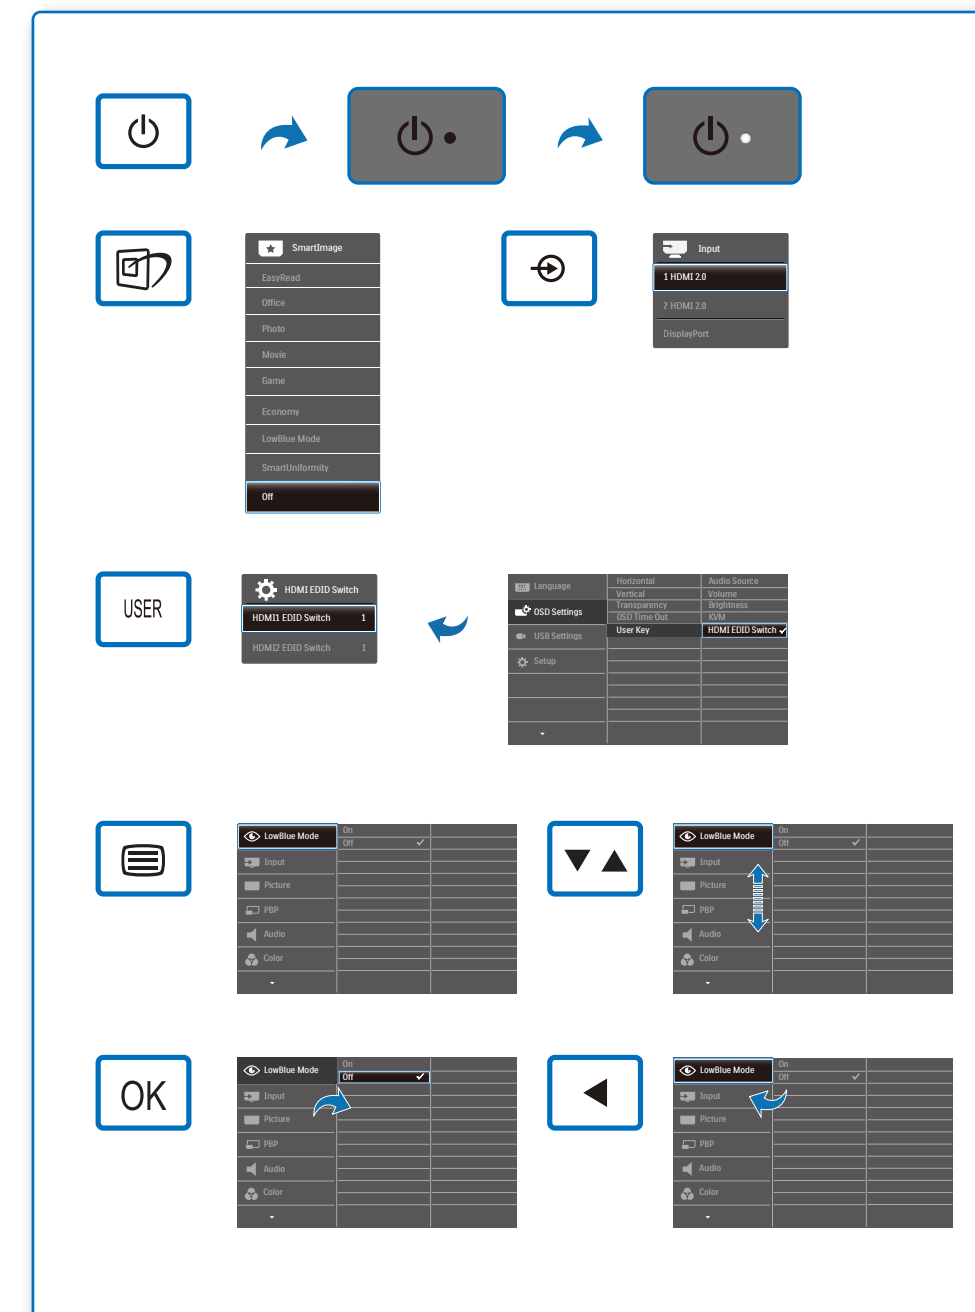 SmartImage
EasyRead
Office
Photo
Movie
Game
Economy
LowBlue Mode
SmartUniformity
Off
Input
1 HDMI 2.0
2 HDMI 2.0
DisplayPort
USER
HDMI EDID Switch
HDMI1 EDID Switch 1
HDMI2 EDID Switch 1
Language
OSD Settings
USB Settings
Setup
Horizontal Audio Source
Vertical Volume
Transparency Brightness
OSD Time Out KVM
User Key HDMI EDID Switch
LowBlue Mode
Input
Picture
PBP
Audio
Color
On
Off
LowBlue Mode
Input
Picture
PBP
Audio
Color
On
Off
OK
LowBlue Mode
Input
Picture
PBP
Audio
Color
On
Off
LowBlue Mode
Input
Picture
PBP
Audio
Color
On
Off